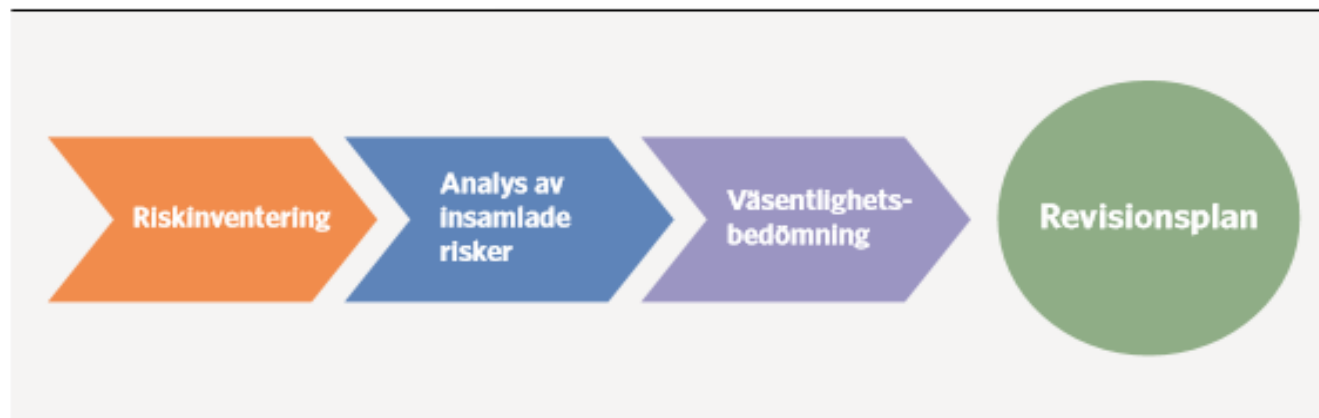 Riskinventering
Analys av
insamlade
risker
Väsentlighets-
bedömning
Revisionsplan